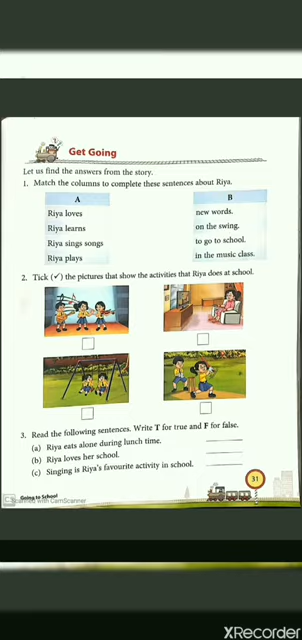 Get Going
Let us find the answers from the story.
1. Match the columns to complete these sentences about Riya.
A B
Riya loves new words.
Riya learns on the swing.
Riya sings songs to go to school.
Riya plays in the music class.
2. Tick (✓) the pictures that show the activities that Riya does at school.
3. Read the following sentences. Write T for true and F for false.
(a) Riya eats alone during lunch time.
(b) Riya loves her school.
(c) Singing is Riya's favourite activity in school.
31
Going to School
CS Scanned with CamScanner
XRecorder